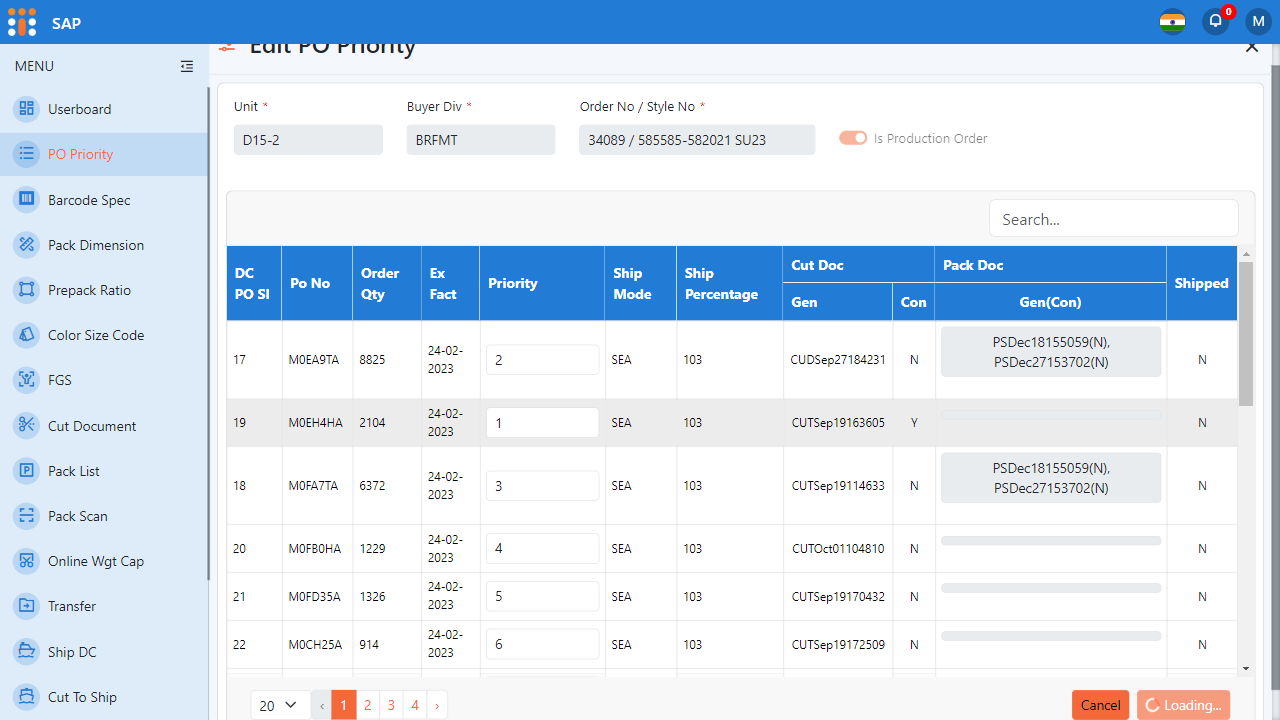 SAP
0
M
MENU
Edit PO Priority
Userboard
PO Priority
Barcode Spec
Pack Dimension
Prepack Ratio
Color Size Code
FGS
Cut Document
Pack List
Pack Scan
Online Wgt Cap
Transfer
Ship DC
Cut To Ship
Unit *
Buyer Div *
Order No / Style No *
D15-2
BRFMT
34089 / 585585-582021 SU23
Is Production Order
Search...
DC PO Sl
Po No
Order Qty
Ex Fact
Priority
Ship Mode
Ship Percentage
Cut Doc
Pack Doc
Shipped
Gen
Con
Gen(Con)
17 M0EA9TA 8825 24-02-2023 2 SEA 103 CUDSep27184231 N PSDec18155059(N), PSDec27153702(N) N
19 M0EH4HA 2104 24-02-2023 1 SEA 103 CUTSep19163605 Y N
18 M0FA7TA 6372 24-02-2023 3 SEA 103 CUTSep19114633 N PSDec18155059(N), PSDec27153702(N) N
20 M0FB0HA 1229 24-02-2023 4 SEA 103 CUTOct01104810 N N
21 M0FD35A 1326 24-02-2023 5 SEA 103 CUTSep19170432 N N
22 M0CH25A 914 24-02-2023 6 SEA 103 CUTSep19172509 N N
20 ‹ 1 2 3 4 ›
Cancel
Loading...